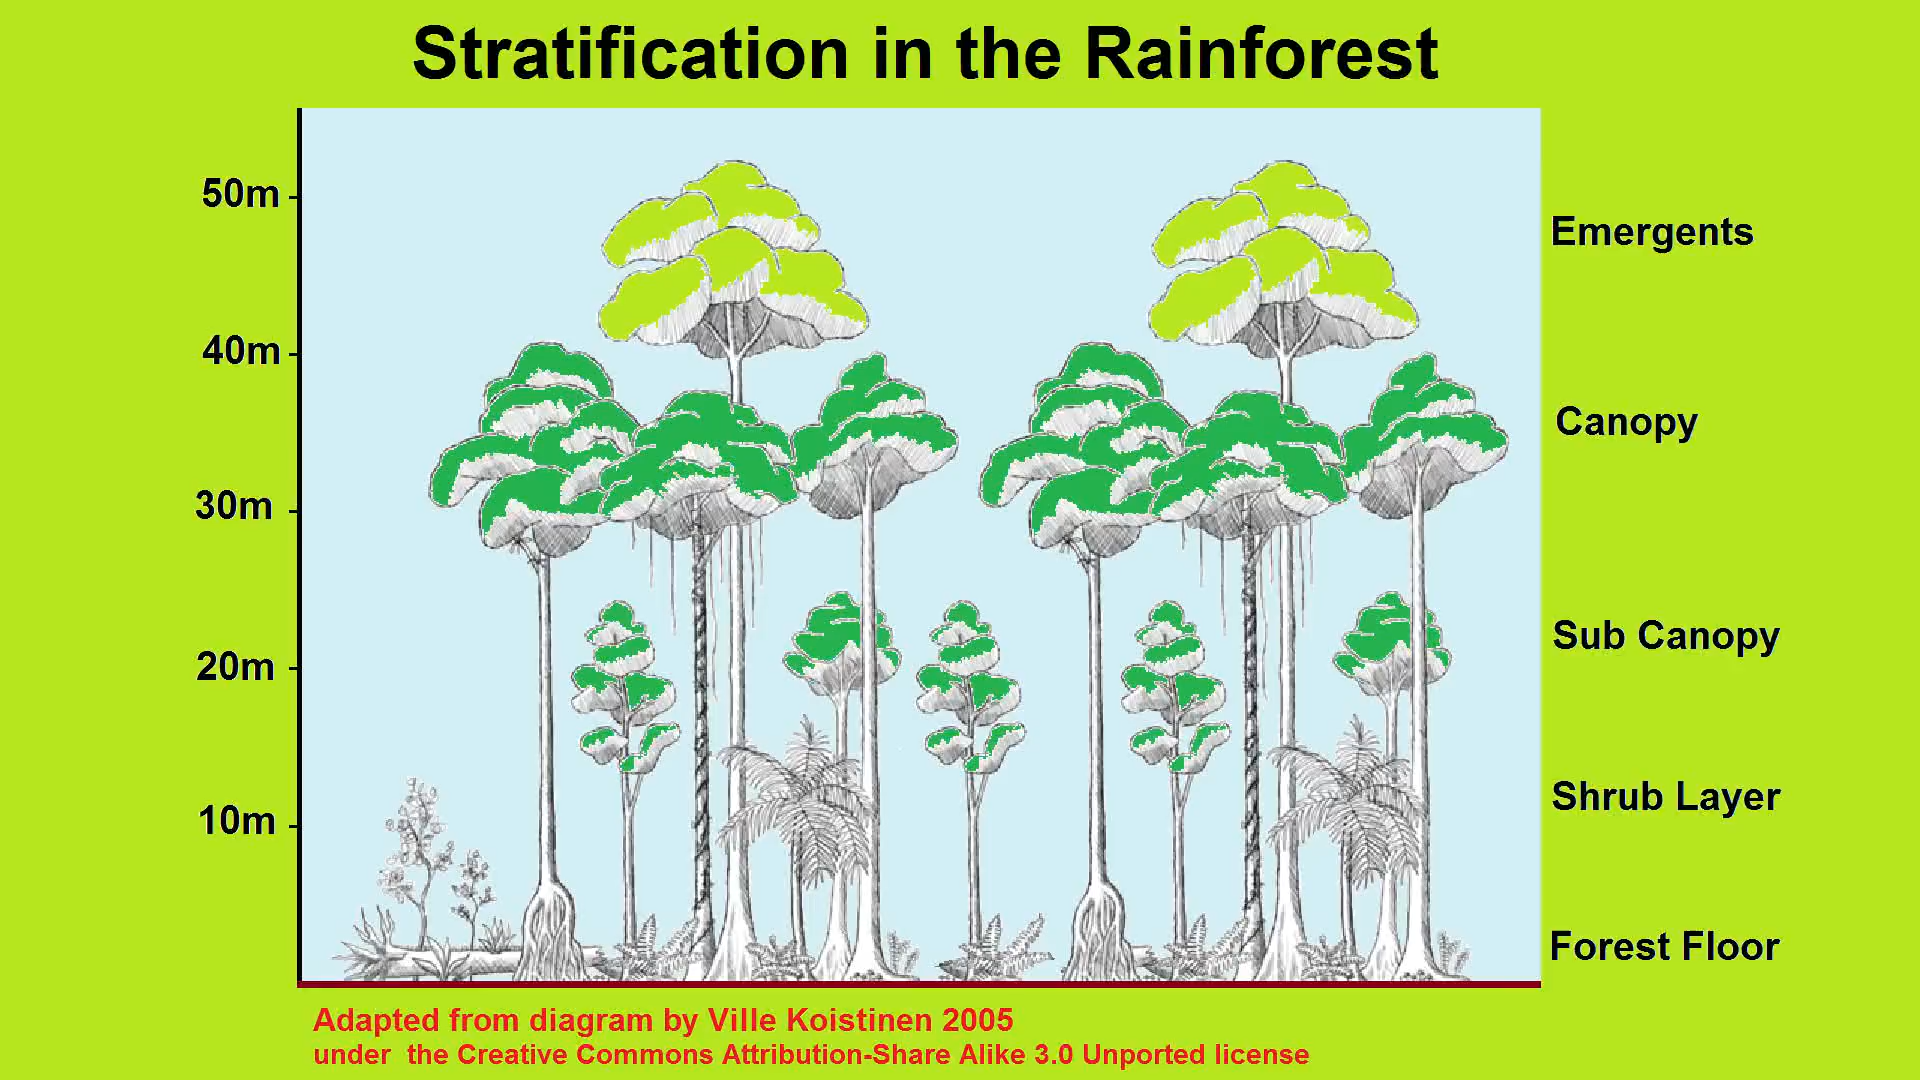 Stratification in the Rainforest
50m
Emergents
40m
Canopy
30m
Sub Canopy
20m
Shrub Layer
10m
Forest Floor
Adapted from diagram by Ville Koistinen 2005
under the Creative Commons Attribution-Share Alike 3.0 Unported license